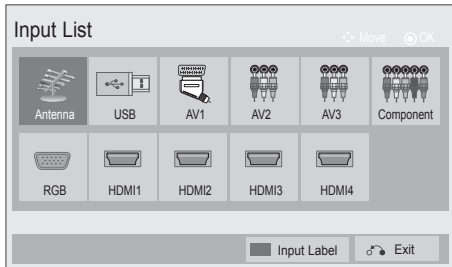 Input List
Move OK
Antenna USB AV1 AV2 AV3 Component
RGB HDMI1 HDMI2 HDMI3 HDMI4
Input Label Exit